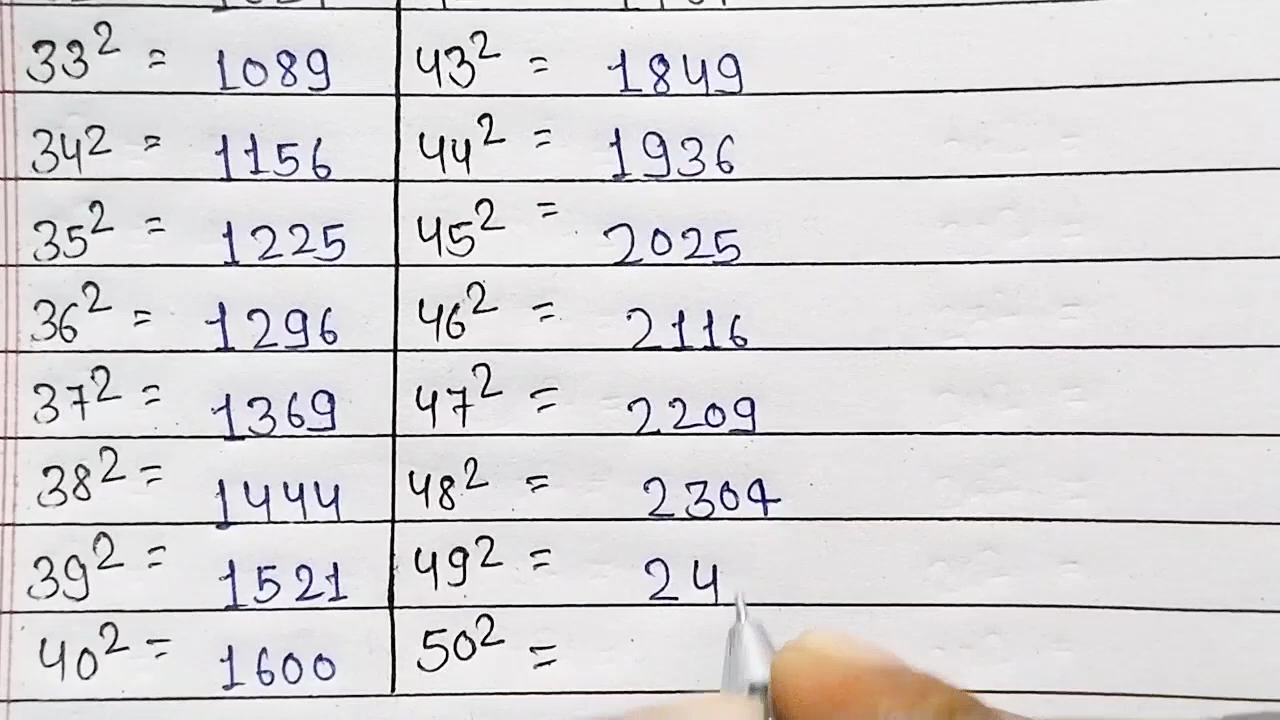 33² = 1089 43² = 1849
34² = 1156 44² = 1936
35² = 1225 45² = 2025
36² = 1296 46² = 2116
37² = 1369 47² = 2209
38² = 1444 48² = 2304
39² = 1521 49² = 24
40² = 1600 50² =